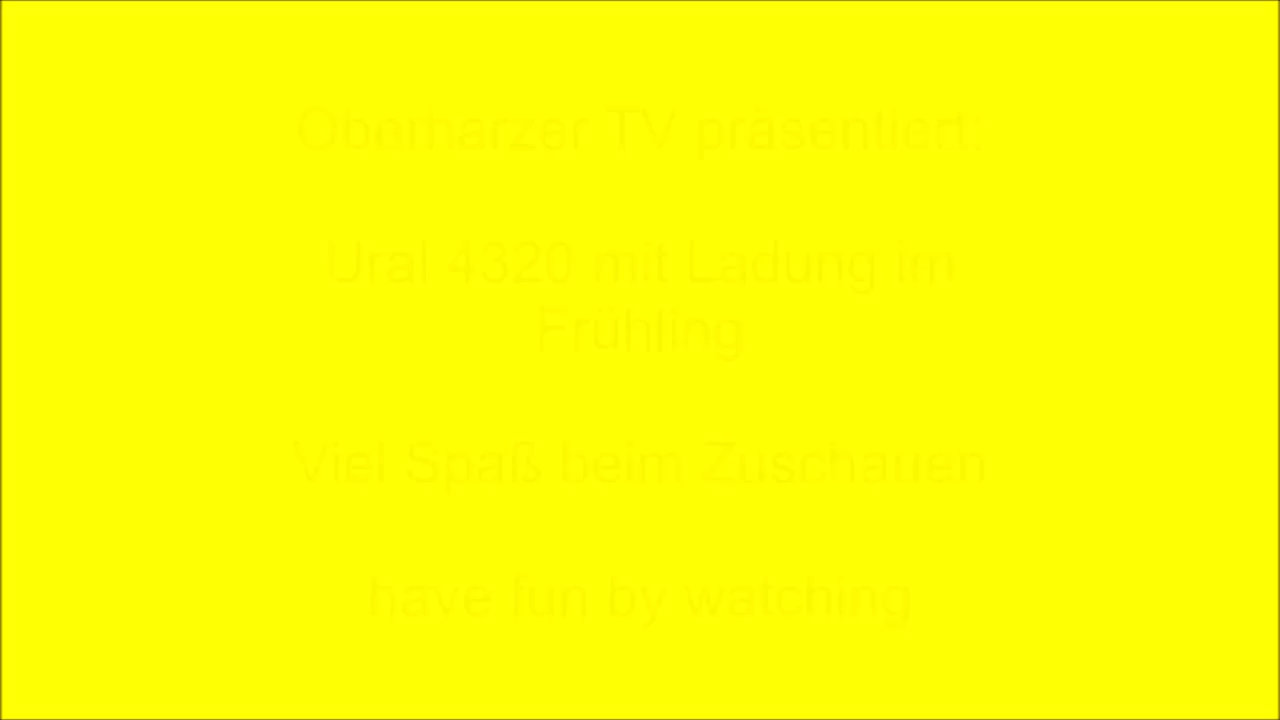 Oberharzer TV präsentiert:
Ural 4320 mit Ladung im
Frühling
Viel Spaß beim Zuschauen
have fun by watching